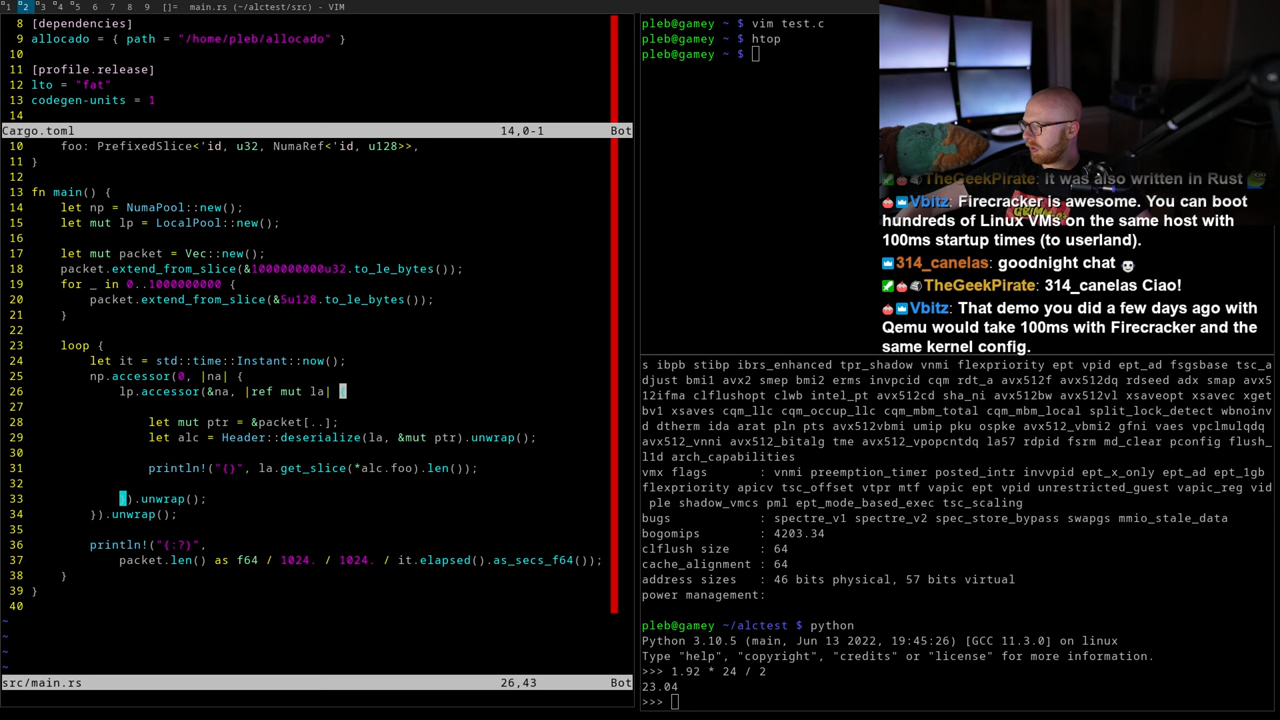 1 2 3 4 5 6 7 8 9 []= main.rs (~/alctest/src) - VIM
8 [dependencies]
9 allocado = { path = "/home/pleb/allocado" }
10
11 [profile.release]
12 lto = "fat"
13 codegen-units = 1
14
Cargo.toml 14,0-1 Bot
10 foo: PrefixedSlice<'id, u32, NumaRef<'id, u128>>,
11 }
12
13 fn main() {
14 let np = NumaPool::new();
15 let mut lp = LocalPool::new();
16
17 let mut packet = Vec::new();
18 packet.extend_from_slice(&1000000000u32.to_le_bytes());
19 for _ in 0..1000000000 {
20 packet.extend_from_slice(&5u128.to_le_bytes());
21 }
22
23 loop {
24 let it = std::time::Instant::now();
25 np.accessor(0, |na| {
26 lp.accessor(&na, |ref mut la| {
27
28 let mut ptr = &packet[..];
29 let alc = Header::deserialize(la, &mut ptr).unwrap();
30
31 println!("{}", la.get_slice(*alc.foo).len());
32
33 }).unwrap();
34 }).unwrap();
35
36 println!("{:?}",
37 packet.len() as f64 / 1024. / 1024. / it.elapsed().as_secs_f64());
38 }
39 }
40
~
~
~
~
src/main.rs 26,43 Bot
pleb@gamey ~ $ vim test.c
pleb@gamey ~ $ htop
pleb@gamey ~ $
TheGeekPirate: It was also written in Rust
Vbitz: Firecracker is awesome. You can boot
hundreds of Linux VMs on the same host with
100ms startup times (to userland).
314_canelas: goodnight chat
TheGeekPirate: 314_canelas Ciao!
Vbitz: That demo you did a few days ago with
Qemu would take 100ms with Firecracker and the
same kernel config.
s ibpb stibp ibrs_enhanced tpr_shadow vnmi flexpriority ept vpid ept_ad fsgsbase tsc_a
djust bmi1 avx2 smep bmi2 erms invpcid cqm rdt_a avx512f avx512dq rdseed adx smap avx5
12ifma clflushopt clwb intel_pt avx512cd sha_ni avx512bw avx512vl xsaveopt xsavec xget
bv1 xsaves cqm_llc cqm_occup_llc cqm_mbm_total cqm_mbm_local split_lock_detect wbnoinv
d dtherm ida arat pln pts avx512vbmi umip pku ospke avx512_vbmi2 gfni vaes vpclmulqdq
avx512_vnni avx512_bitalg tme avx512_vpopcntdq la57 rdpid fsrm md_clear pconfig flush_
l1d arch_capabilities
vmx flags : vnmi preemption_timer posted_intr invvpid ept_x_only ept_ad ept_1gb
flexpriority apicv tsc_offset vtpr mtf vapic ept vpid unrestricted_guest vapic_reg vid
ple shadow_vmcs pml ept_mode_based_exec tsc_scaling
bugs : spectre_v1 spectre_v2 spec_store_bypass swapgs mmio_stale_data
bogomips : 4203.34
clflush size : 64
cache_alignment : 64
address sizes : 46 bits physical, 57 bits virtual
power management:
pleb@gamey ~/alctest $ python
Python 3.10.5 (main, Jun 13 2022, 19:45:26) [GCC 11.3.0] on linux
Type "help", "copyright", "credits" or "license" for more information.
>>> 1.92 * 24 / 2
23.04
>>>